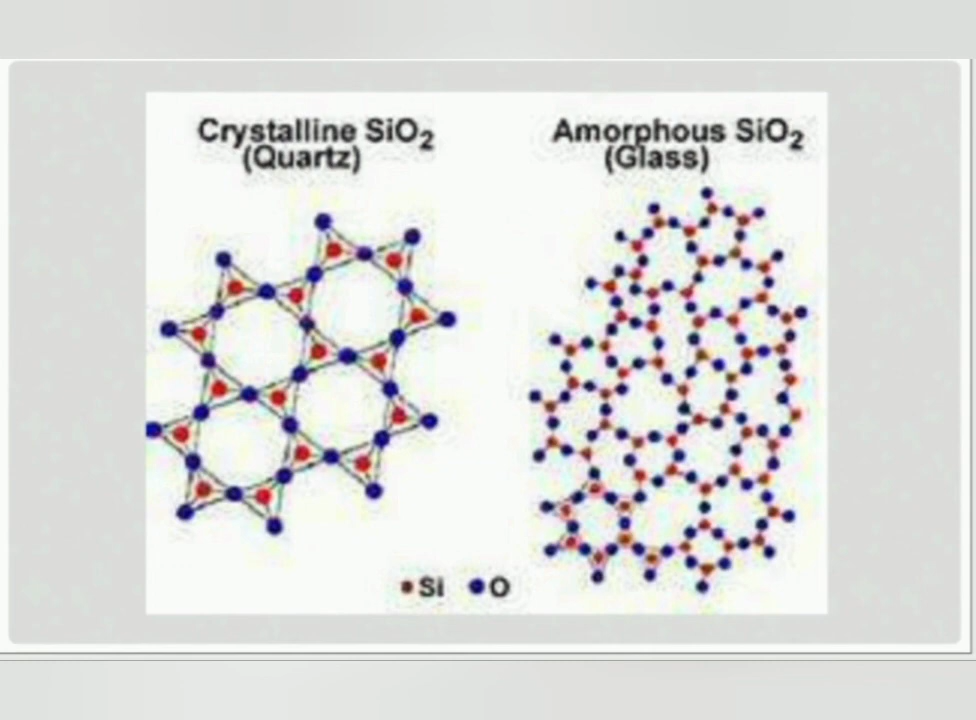 Crystalline SiO₂
(Quartz)
Amorphous SiO₂
(Glass)
Si O